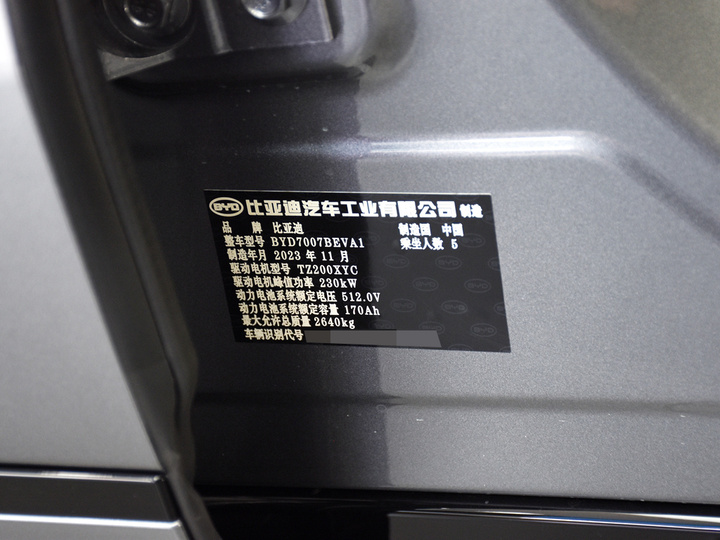 BYD 比亚迪汽车工业有限公司 制造
品 牌 比亚迪 制造国 中国
整车型号 BYD7007BEVA1 乘坐人数 5
制造年月 2023 年 11 月
驱动电机型号 TZ200XYC
驱动电机峰值功率 230kW
动力电池系统额定电压 512.0V
动力电池系统额定容量 170Ah
最大允许总质量 2640kg
车辆识别代号